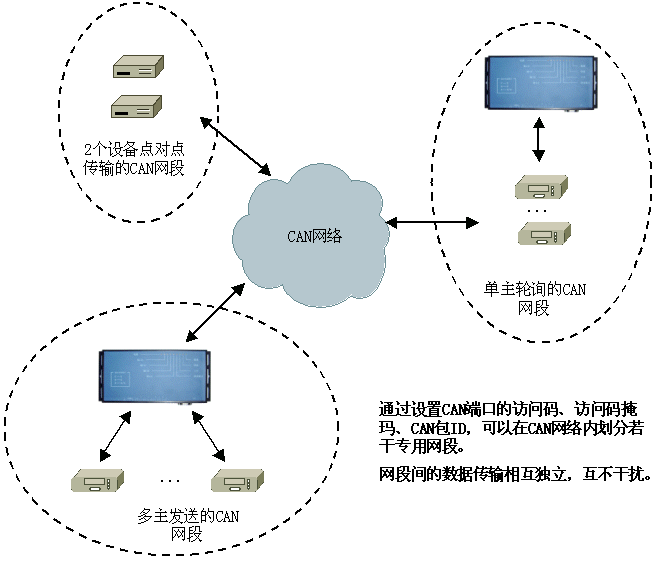 2个设备点对点
传输的CAN网段
CAN网络
...
单主轮询的CAN
网段
... 
多主发送的CAN
网段
通过设置CAN端口的访问码、访问码掩
玛、CAN包ID，可以在CAN网络内划分若
干专用网段。
网段间的数据传输相互独立，互不干扰。